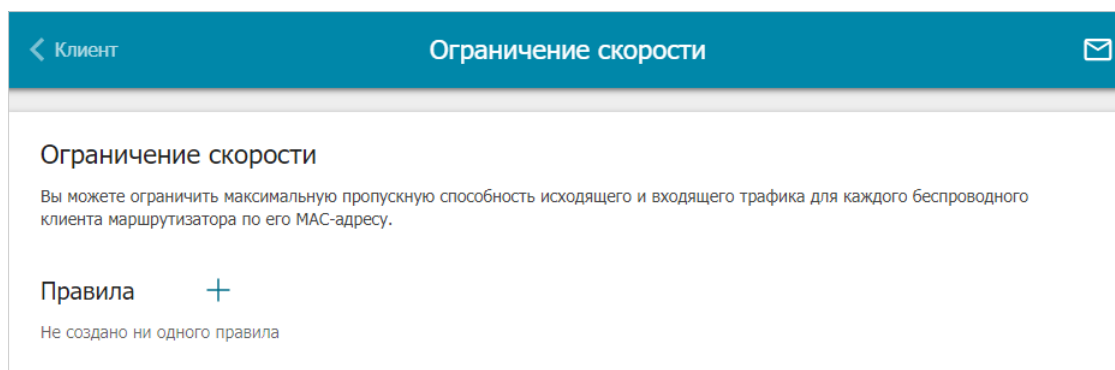 Клиент
Ограничение скорости
Ограничение скорости
Вы можете ограничить максимальную пропускную способность исходящего и входящего трафика для каждого беспроводного
клиента маршрутизатора по его MAC-адресу.
Правила
Не создано ни одного правила